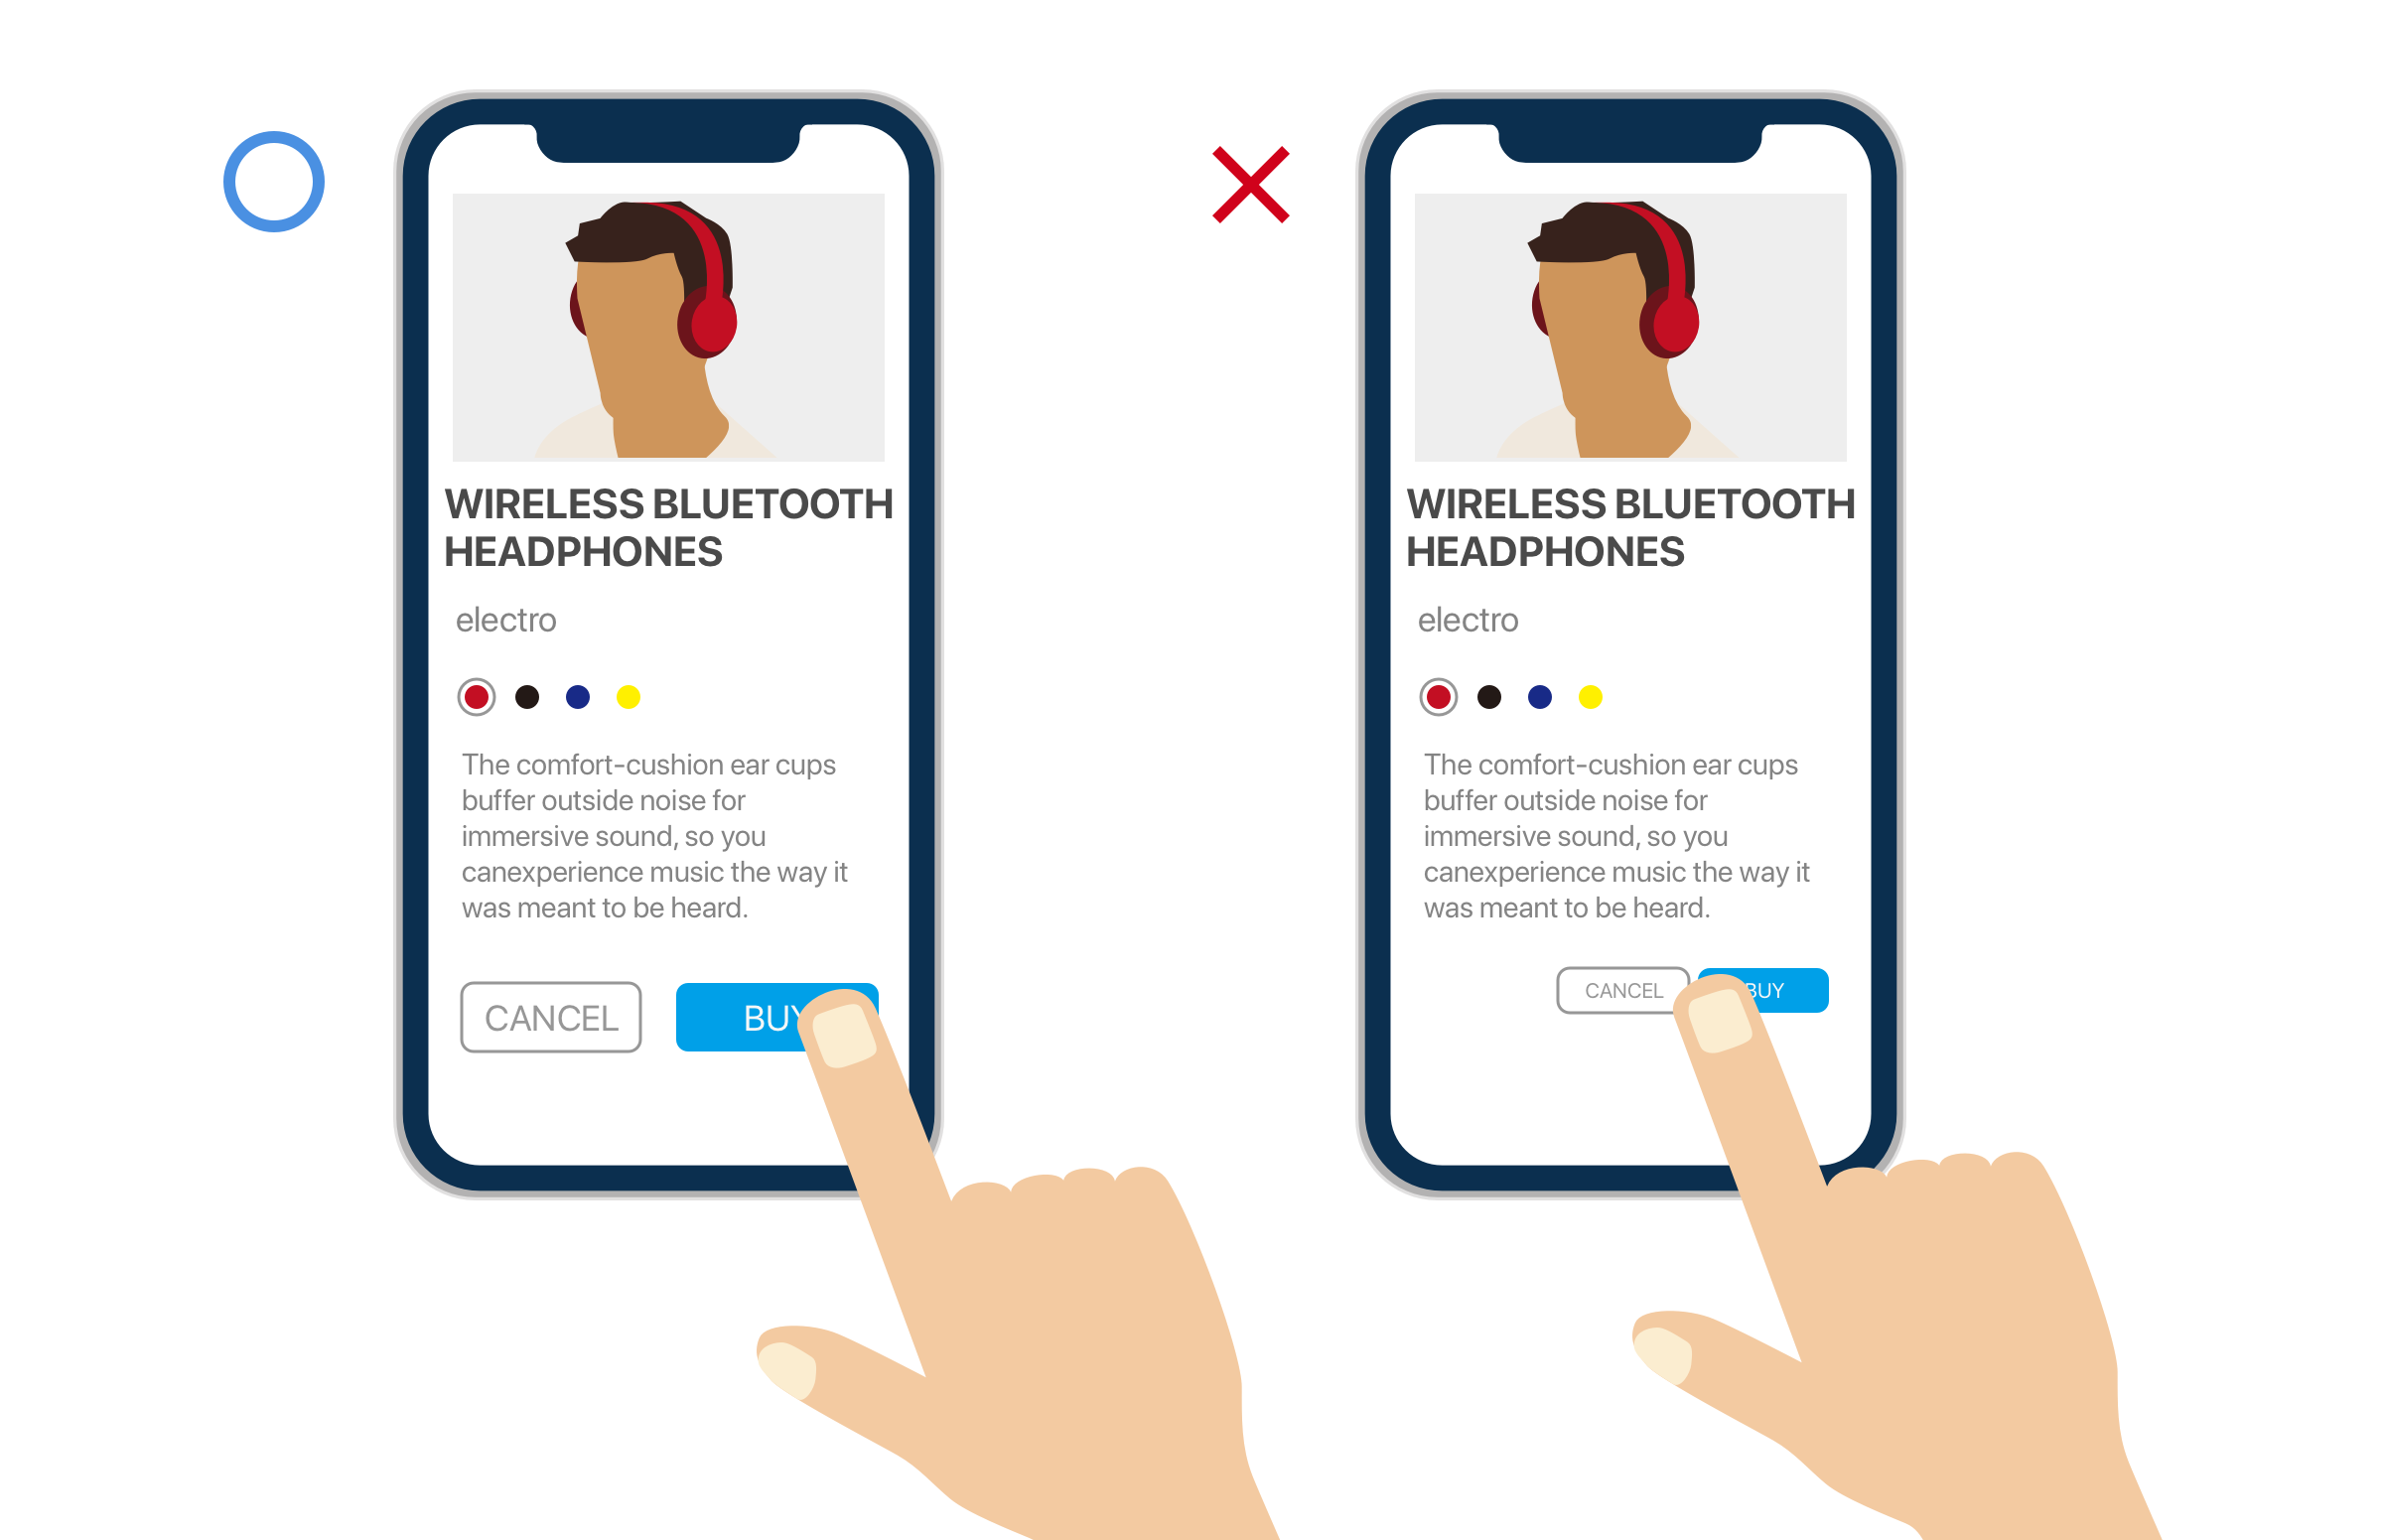 WIRELESS BLUETOOTH
HEADPHONES
electro
The comfort-cushion ear cups
buffer outside noise for
immersive sound, so you
canexperience music the way it
was meant to be heard.
CANCEL
BUY
WIRELESS BLUETOOTH
HEADPHONES
electro
The comfort-cushion ear cups
buffer outside noise for
immersive sound, so you
canexperience music the way it
was meant to be heard.
CANCEL
BUY